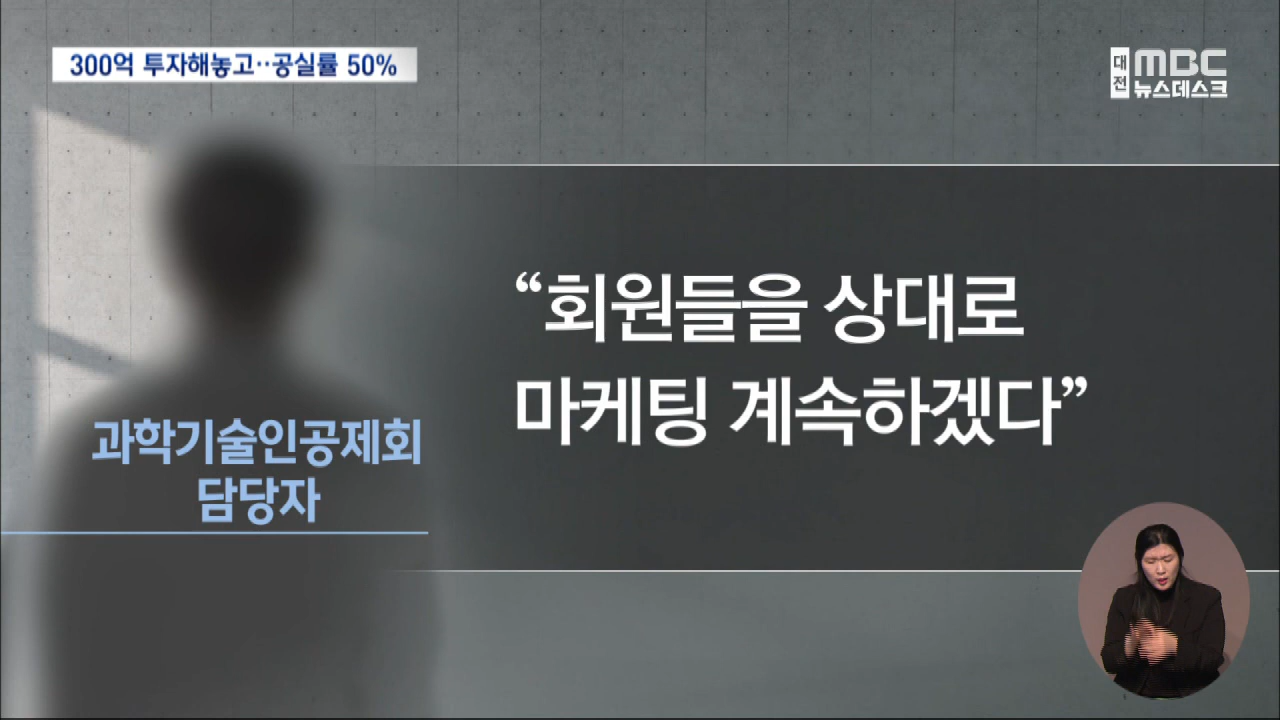 300억 투자해놓고··공실률 50%
대전
MBC
뉴스데스크
“회원들을 상대로
마케팅 계속하겠다”
과학기술인공제회
담당자